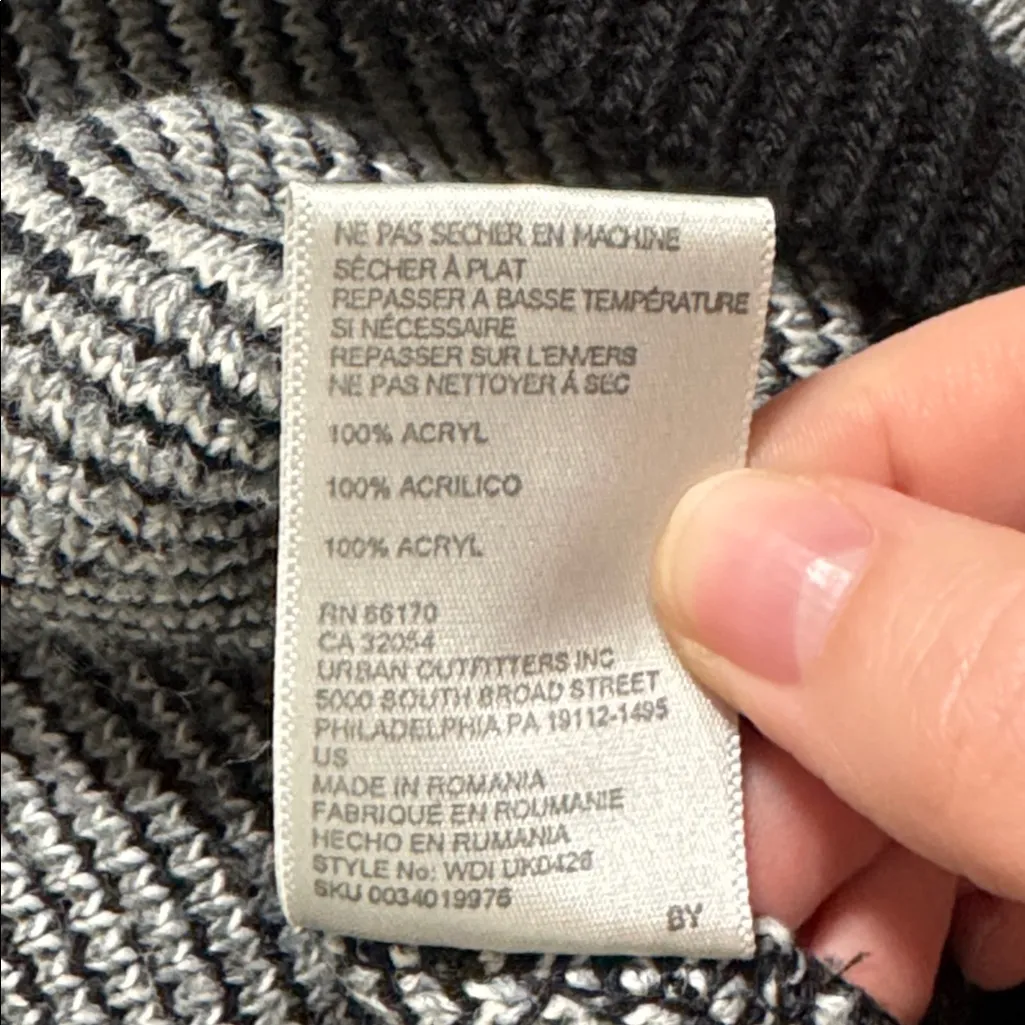 NE PAS SECHER EN MACHINE
SÉCHER À PLAT
REPASSER A BASSE TEMPÉRATURE
SI NÉCESSAIRE
REPASSER SUR L'ENVERS
NE PAS NETTOYER Á SEC
100% ACRYL
100% ACRILICO
100% ACRYL
RN 66170
CA 32054
URBAN OUTFITTERS INC
5000 SOUTH BROAD STREET
PHILADELPHIA PA 19112-1495
US
MADE IN ROMANIA
FABRIQUÉ EN ROUMANIE
HECHO EN RUMANIA
STYLE No: WDI
SKU 0034019976
BY